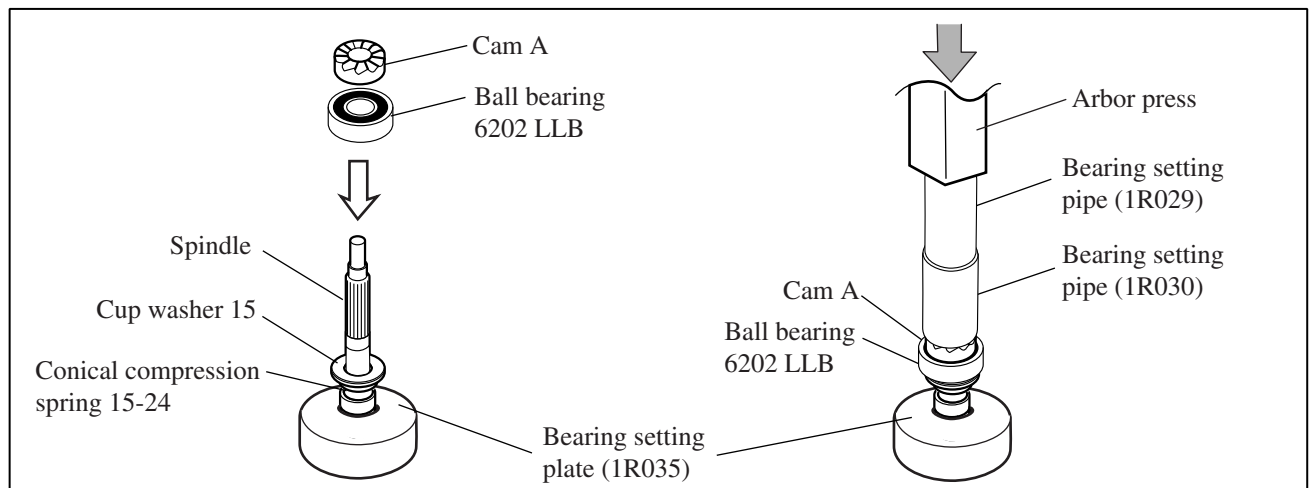 Cam A
Ball bearing
6202 LLB
Spindle
Cup washer 15
Conical compression
spring 15-24
Bearing setting
plate (1R035)
Arbor press
Bearing setting
pipe (1R029)
Bearing setting
pipe (1R030)
Cam A
Ball bearing
6202 LLB